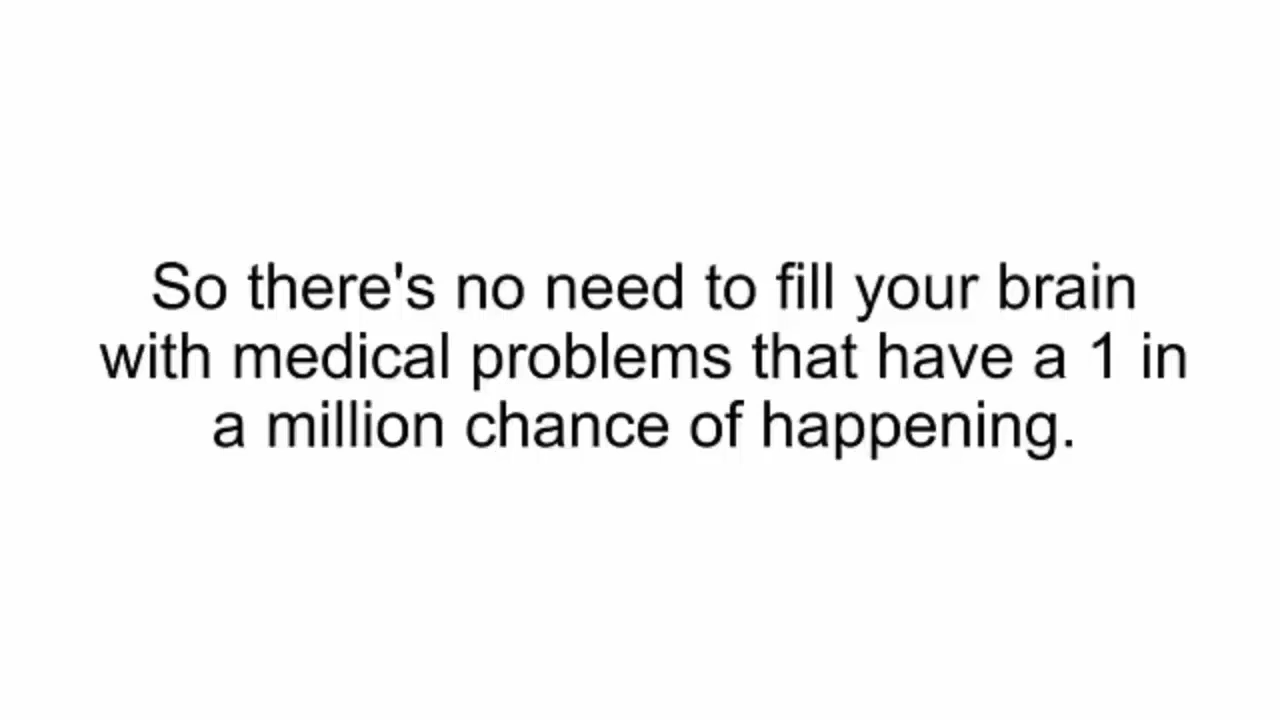 So there's no need to fill your brain
with medical problems that have a 1 in
a million chance of happening.